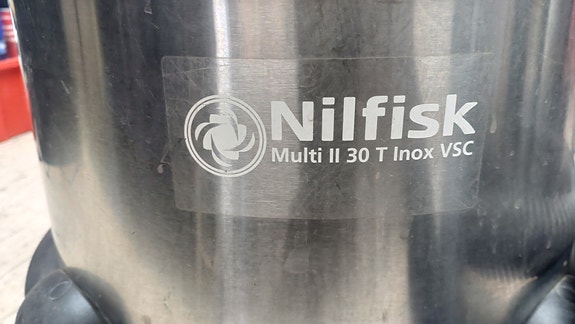 Nilfisk
Multi II 30 T Inox VSC